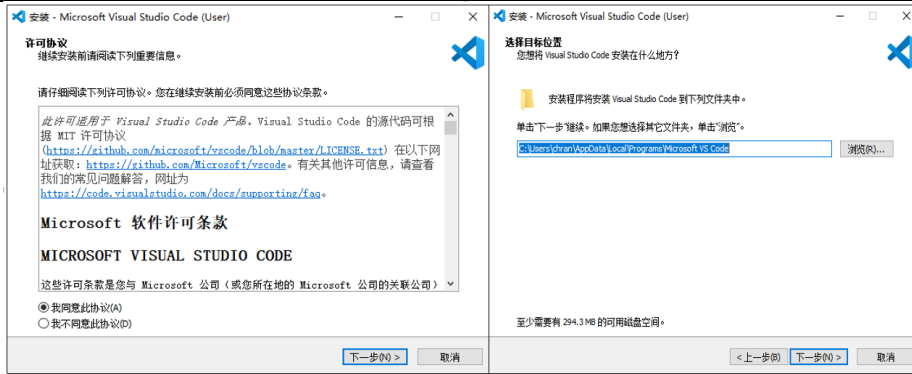 安装 - Microsoft Visual Studio Code (User)
许可协议
继续安装前请阅读下列重要信息。
请仔细阅读下列许可协议。您在继续安装前必须同意这些协议条款。
此许可适用于 Visual Studio Code 产品。Visual Studio Code 的源代码可根
据 MIT 许可协议
(https://github.com/microsoft/vscode/blob/master/LICENSE.txt) 在以下网
址获取：https://github.com/Microsoft/vscode。有关其他许可信息，请查看
我们的常见问题解答，网址为
https://code.visualstudio.com/docs/supporting/faq。
Microsoft 软件许可条款
MICROSOFT VISUAL STUDIO CODE
这些许可条款是您与 Microsoft 公司（或您所在地的 Microsoft 公司的关联公司）
我同意此协议(A)
我不同意此协议(D)
下一步(N) >
取消
安装 - Microsoft Visual Studio Code (User)
选择目标位置
您想将 Visual Studio Code 安装在什么地方？
安装程序将安装 Visual Studio Code 到下列文件夹中。
单击“下一步”继续。如果您想选择其它文件夹，单击“浏览”。
C:\Users\chran\AppData\Local\Programs\Microsoft VS Code
浏览(R)...
至少需要有 294.3 MB 的可用磁盘空间。
< 上一步(B)
下一步(N) >
取消